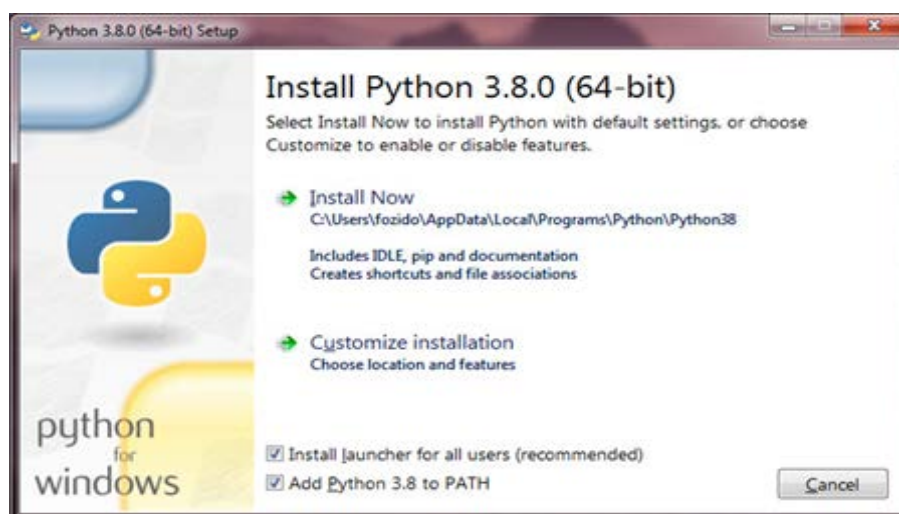 Python 3.8.0 (64-bit) Setup
Install Python 3.8.0 (64-bit)
Select Install Now to install Python with default settings, or choose
Customize to enable or disable features.
Install Now
C:\Users\fozido\AppData\Local\Programs\Python\Python38
Includes IDLE, pip and documentation
Creates shortcuts and file associations
Customize installation
Choose location and features
python
for
windows
Install launcher for all users (recommended)
Add Python 3.8 to PATH
Cancel